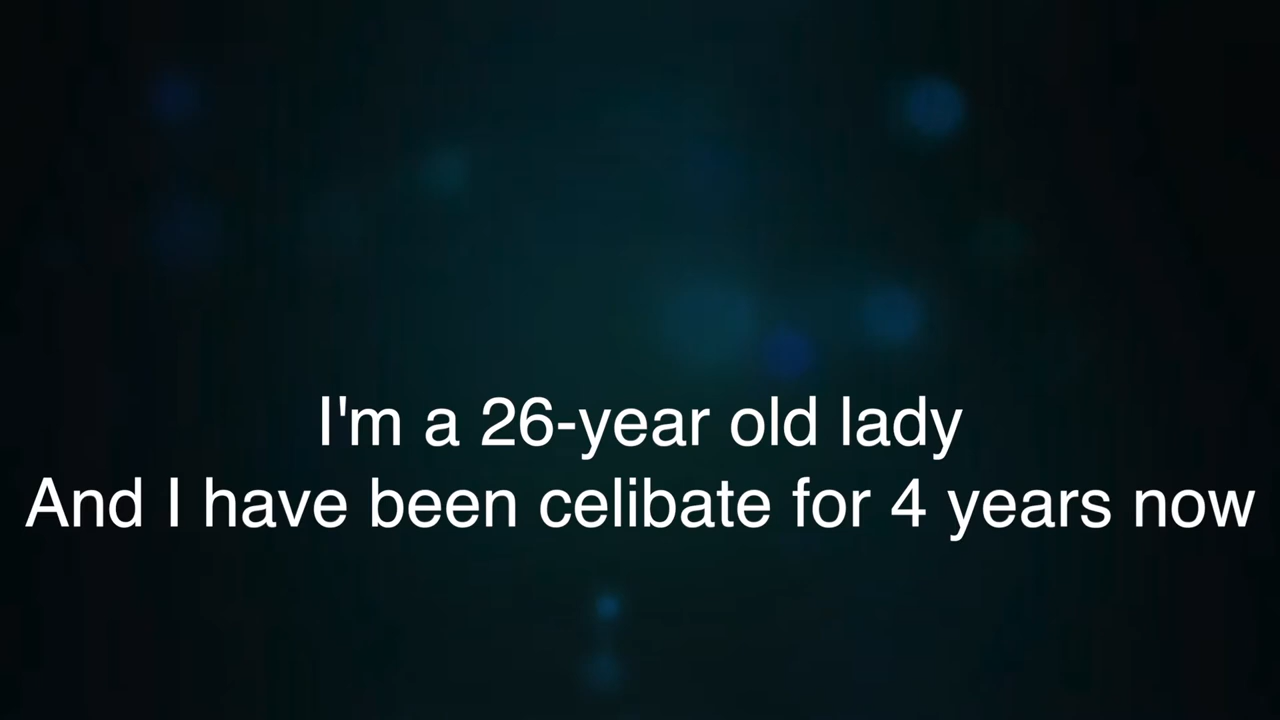 I'm a 26-year old lady
And I have been celibate for 4 years now